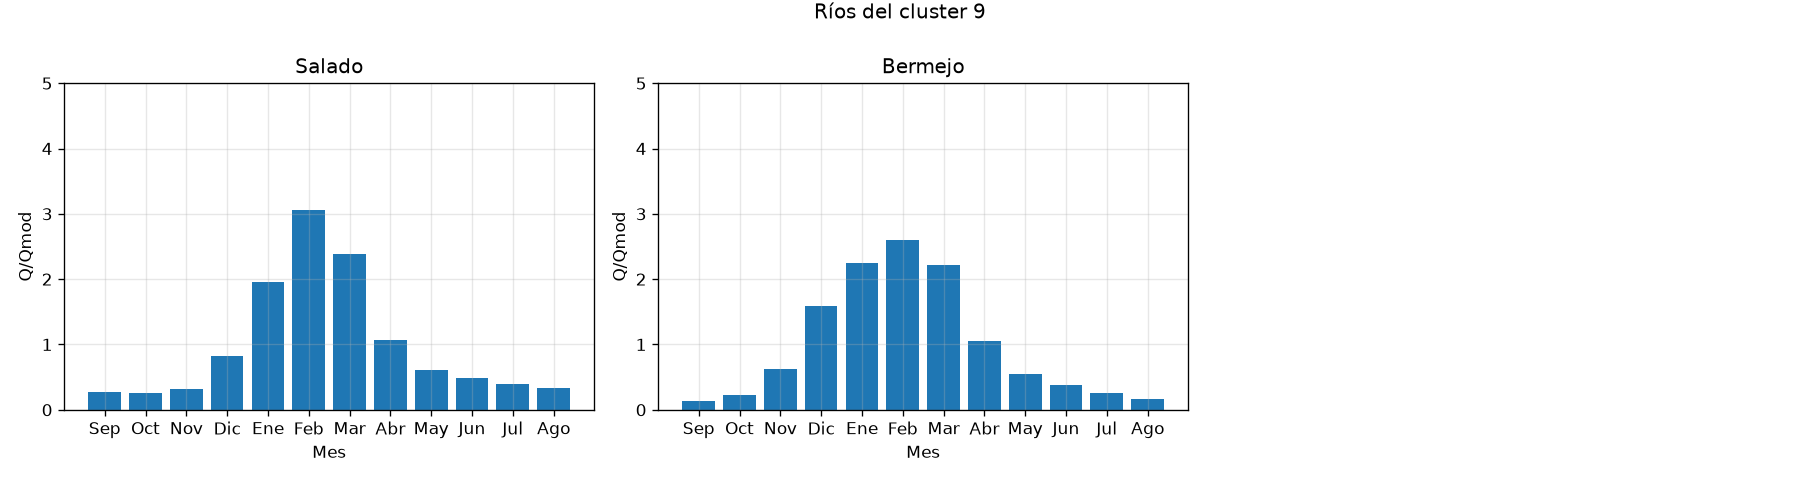 Ríos del cluster 9
Salado
5
4
3
2
1
0
Q/Qmod
Sep Oct Nov Dic Ene Feb Mar Abr May Jun Jul Ago
Mes
Bermejo
5
4
3
2
1
0
Q/Qmod
Sep Oct Nov Dic Ene Feb Mar Abr May Jun Jul Ago
Mes